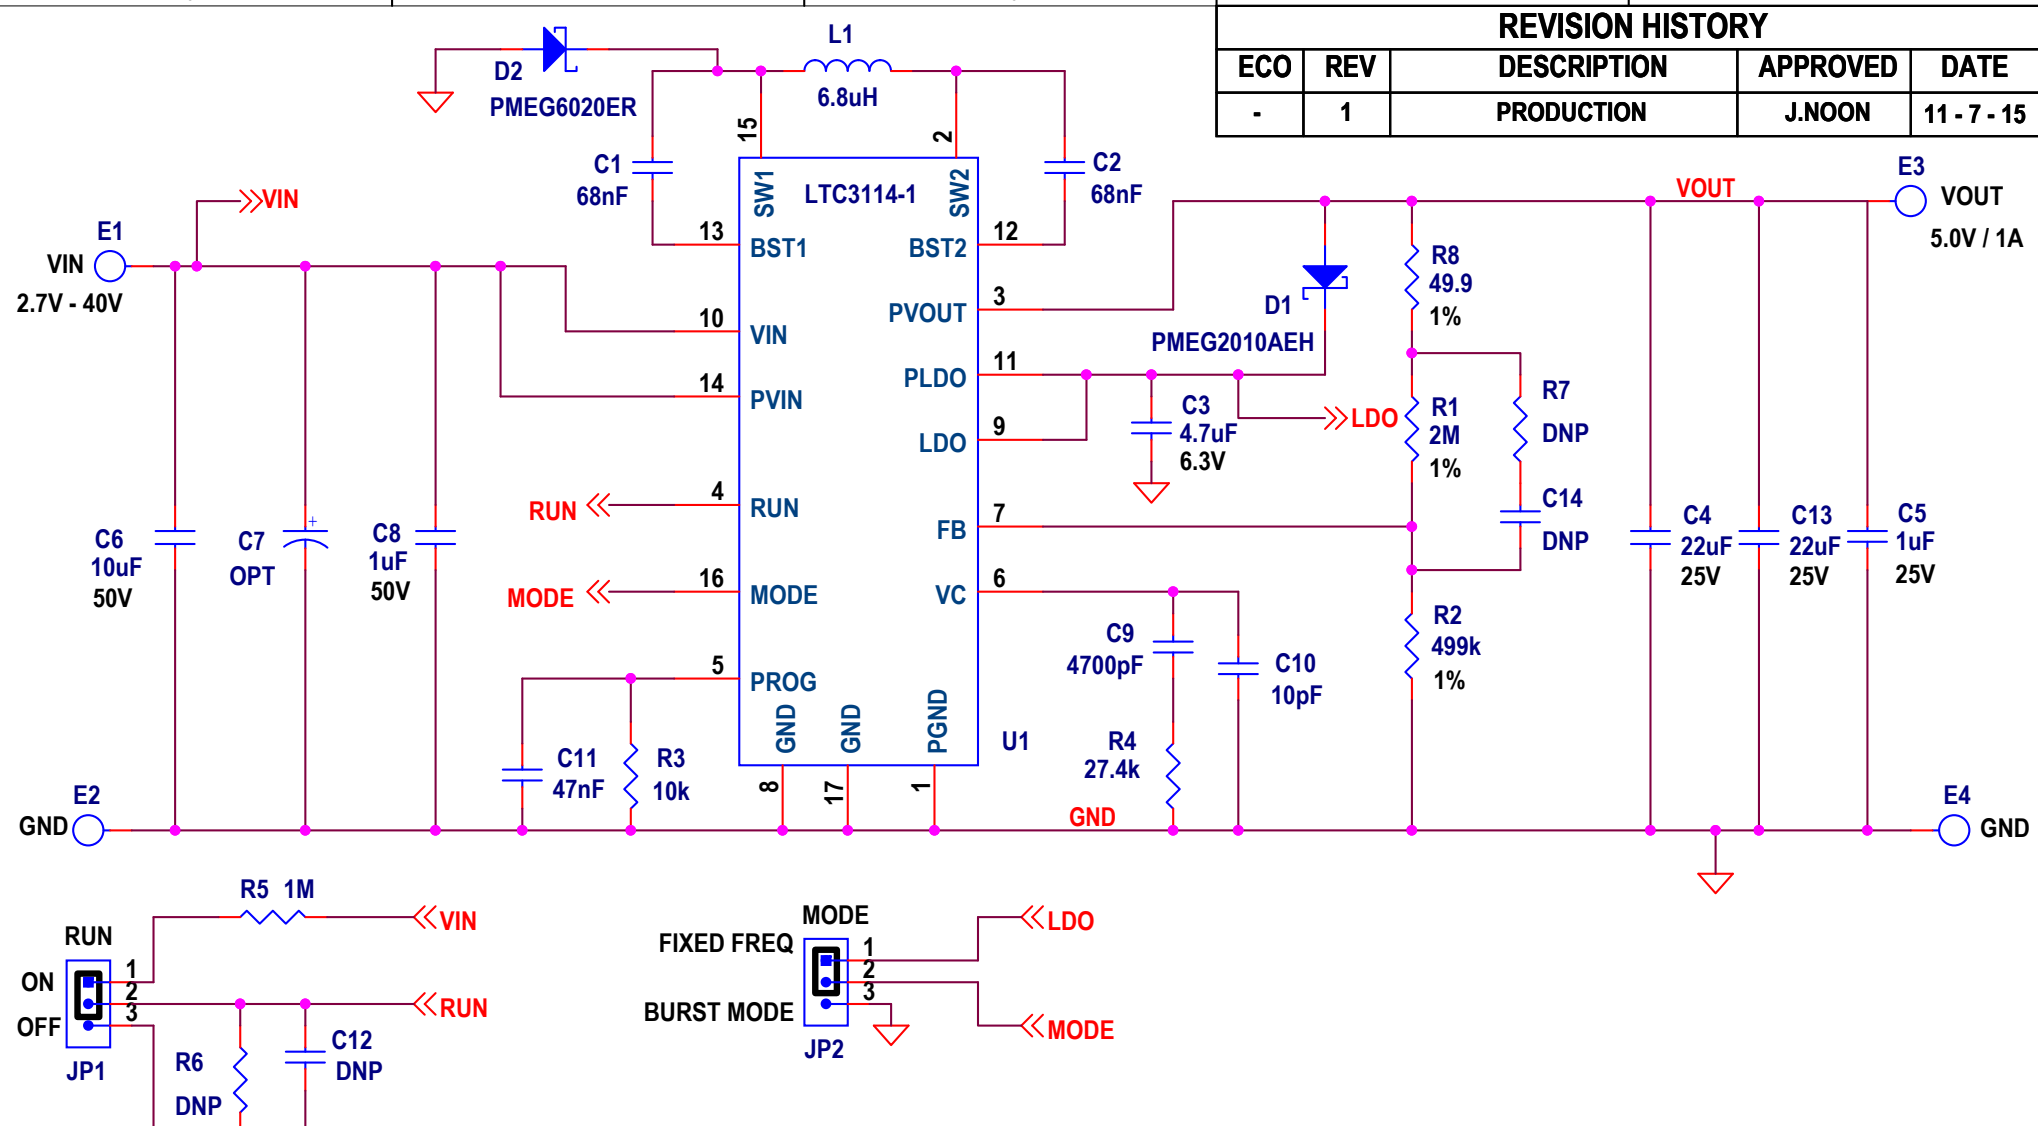 REVISION HISTORY
ECO REV DESCRIPTION APPROVED DATE
- 1 PRODUCTION J.NOON 11 - 7 - 15
L1
6.8uH
D2
PMEG6020ER
15
2
C1
68nF
C2
68nF
LTC3114-1
SW1
SW2
13
BST1
BST2
12
VIN
E1
VIN
2.7V - 40V
10
VIN
14
PVIN
PVOUT
3
PLDO
11
LDO
9
D1
PMEG2010AEH
VOUT
E3
VOUT
5.0V / 1A
R8
49.9
1%
C3
4.7uF
6.3V
LDO
R1
2M
1%
R7
DNP
C14
DNP
RUN
4
RUN
FB
7
MODE
16
MODE
VC
6
5
PROG
C6
10uF
50V
C7
+
OPT
C8
1uF
50V
C4
22uF
25V
C13
22uF
25V
C5
1uF
25V
C9
4700pF
C10
10pF
R2
499k
1%
GND
GND
PGND
U1
8
17
1
C11
47nF
R3
10k
R4
27.4k
GND
E2
GND
E4
GND
R5 1M
VIN
RUN
ON
OFF
1
2
3
JP1
RUN
R6
DNP
C12
DNP
MODE
FIXED FREQ
BURST MODE
1
2
3
JP2
LDO
MODE